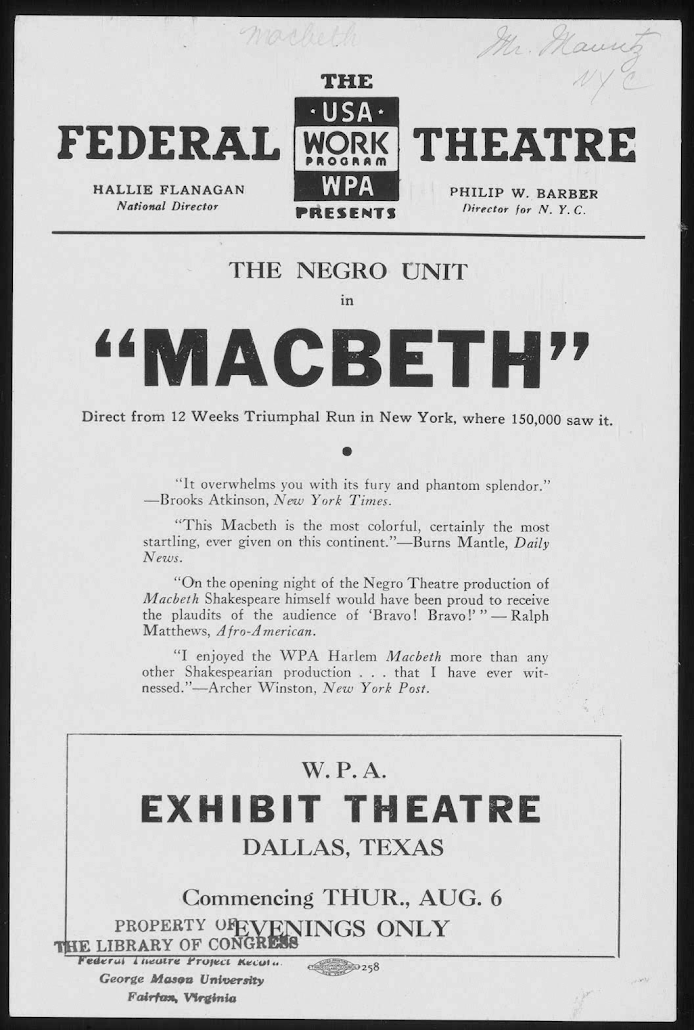 macbeth
Mr. Mauritz
NYC
THE
FEDERAL THEATRE
·USA·
WORK
PROGRAM
WPA
PRESENTS
HALLIE FLANAGAN
National Director
PHILIP W. BARBER
Director for N. Y. C.
THE NEGRO UNIT
in
“MACBETH”
Direct from 12 Weeks Triumphal Run in New York, where 150,000 saw it.
“It overwhelms you with its fury and phantom splendor.”
—Brooks Atkinson, New York Times.
“This Macbeth is the most colorful, certainly the most
startling, ever given on this continent.”—Burns Mantle, Daily
News.
“On the opening night of the Negro Theatre production of
Macbeth Shakespeare himself would have been proud to receive
the plaudits of the audience of ‘Bravo! Bravo!’ ” — Ralph
Matthews, Afro-American.
“I enjoyed the WPA Harlem Macbeth more than any
other Shakespearian production . . . that I have ever wit-
nessed.”—Archer Winston, New York Post.
W. P. A.
EXHIBIT THEATRE
DALLAS, TEXAS
Commencing THUR., AUG. 6
EVENINGS ONLY
PROPERTY OF
THE LIBRARY OF CONGRESS
Federal Theatre Project
George Mason University
Fairfax, Virginia
258